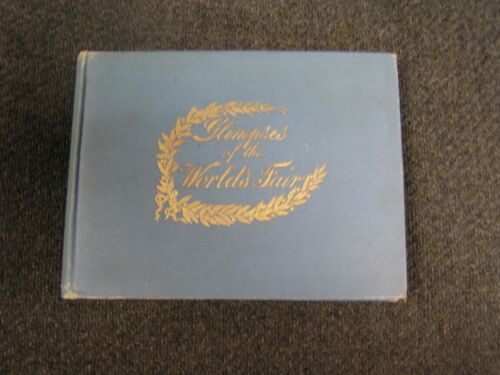 Glimpses
of the
World's Fair